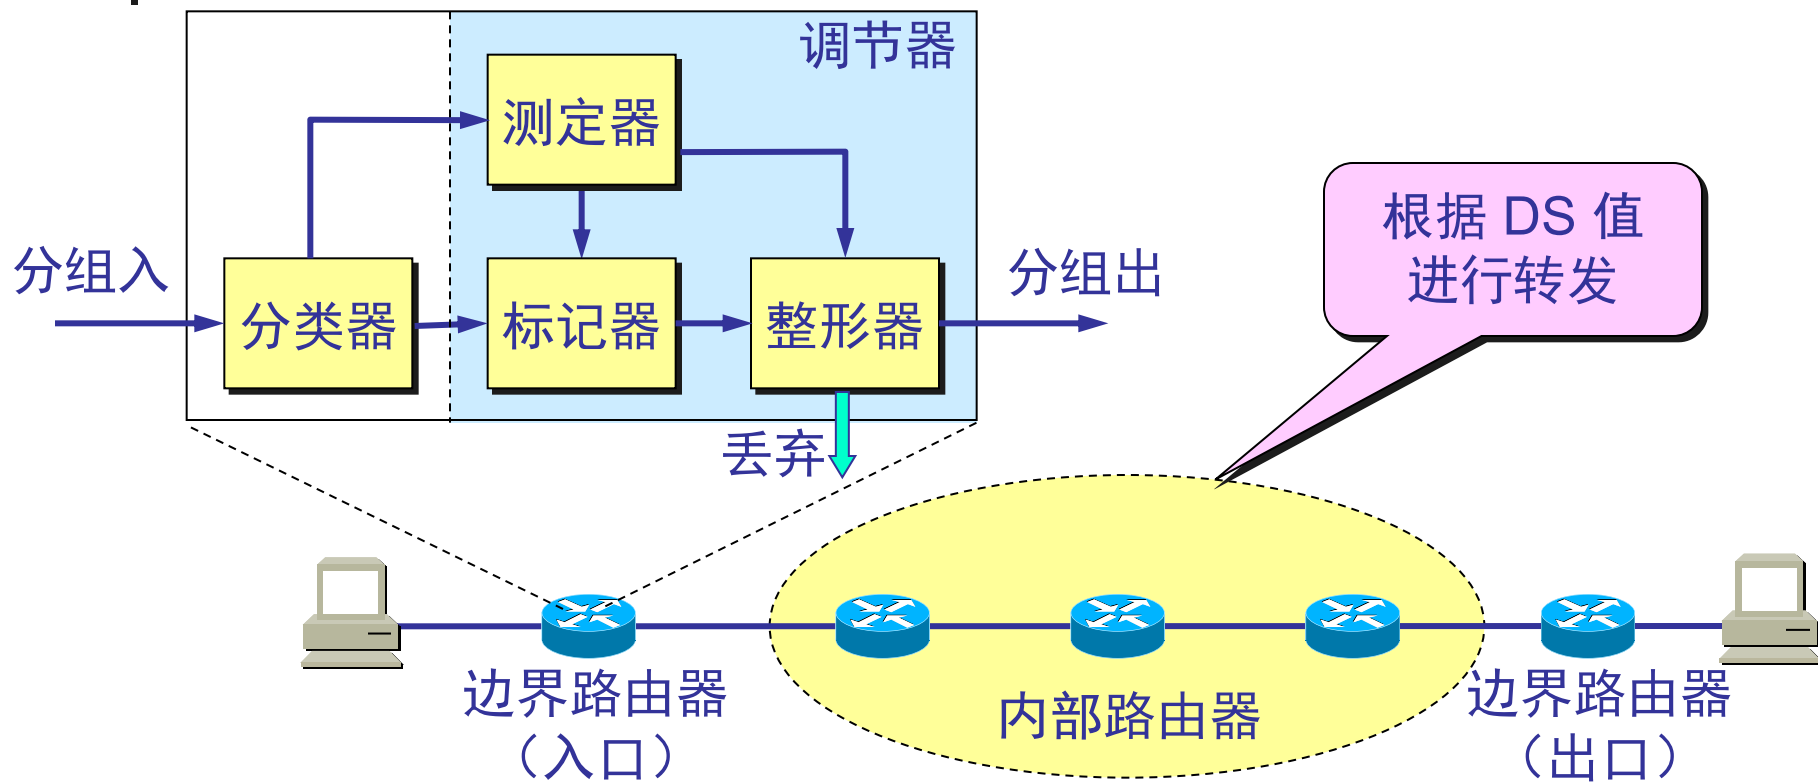 调节器
测定器
分组入
分类器
标记器
整形器
分组出
丢弃
根据 DS 值
进行转发
边界路由器
（入口）
内部路由器
边界路由器
（出口）